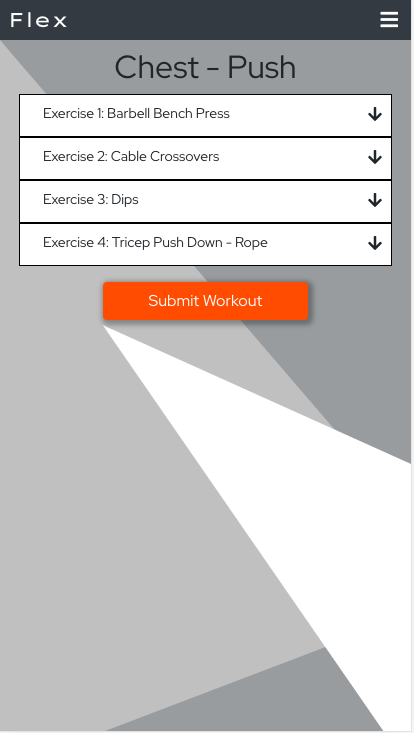 Flex
Chest - Push
Exercise 1: Barbell Bench Press
Exercise 2: Cable Crossovers
Exercise 3: Dips
Exercise 4: Tricep Push Down - Rope
Submit Workout